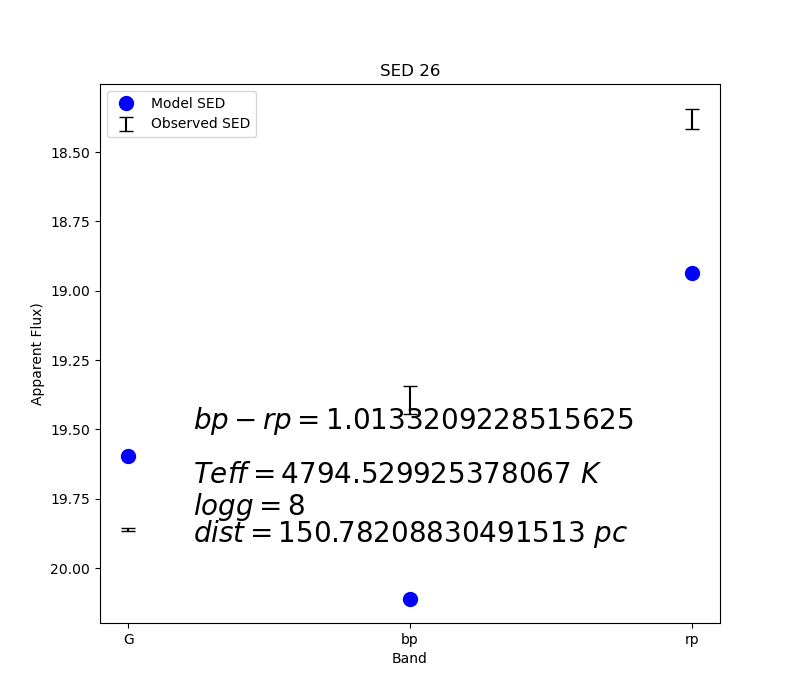 SED 26
Model SED
Observed SED
18.50
18.75
19.00
19.25
19.50
19.75
20.00
Apparent Flux)
bp − rp = 1.0133209228515625
Teff = 4794.529925378067 K
logg = 8
dist = 150.78208830491513 pc
G bp rp
Band